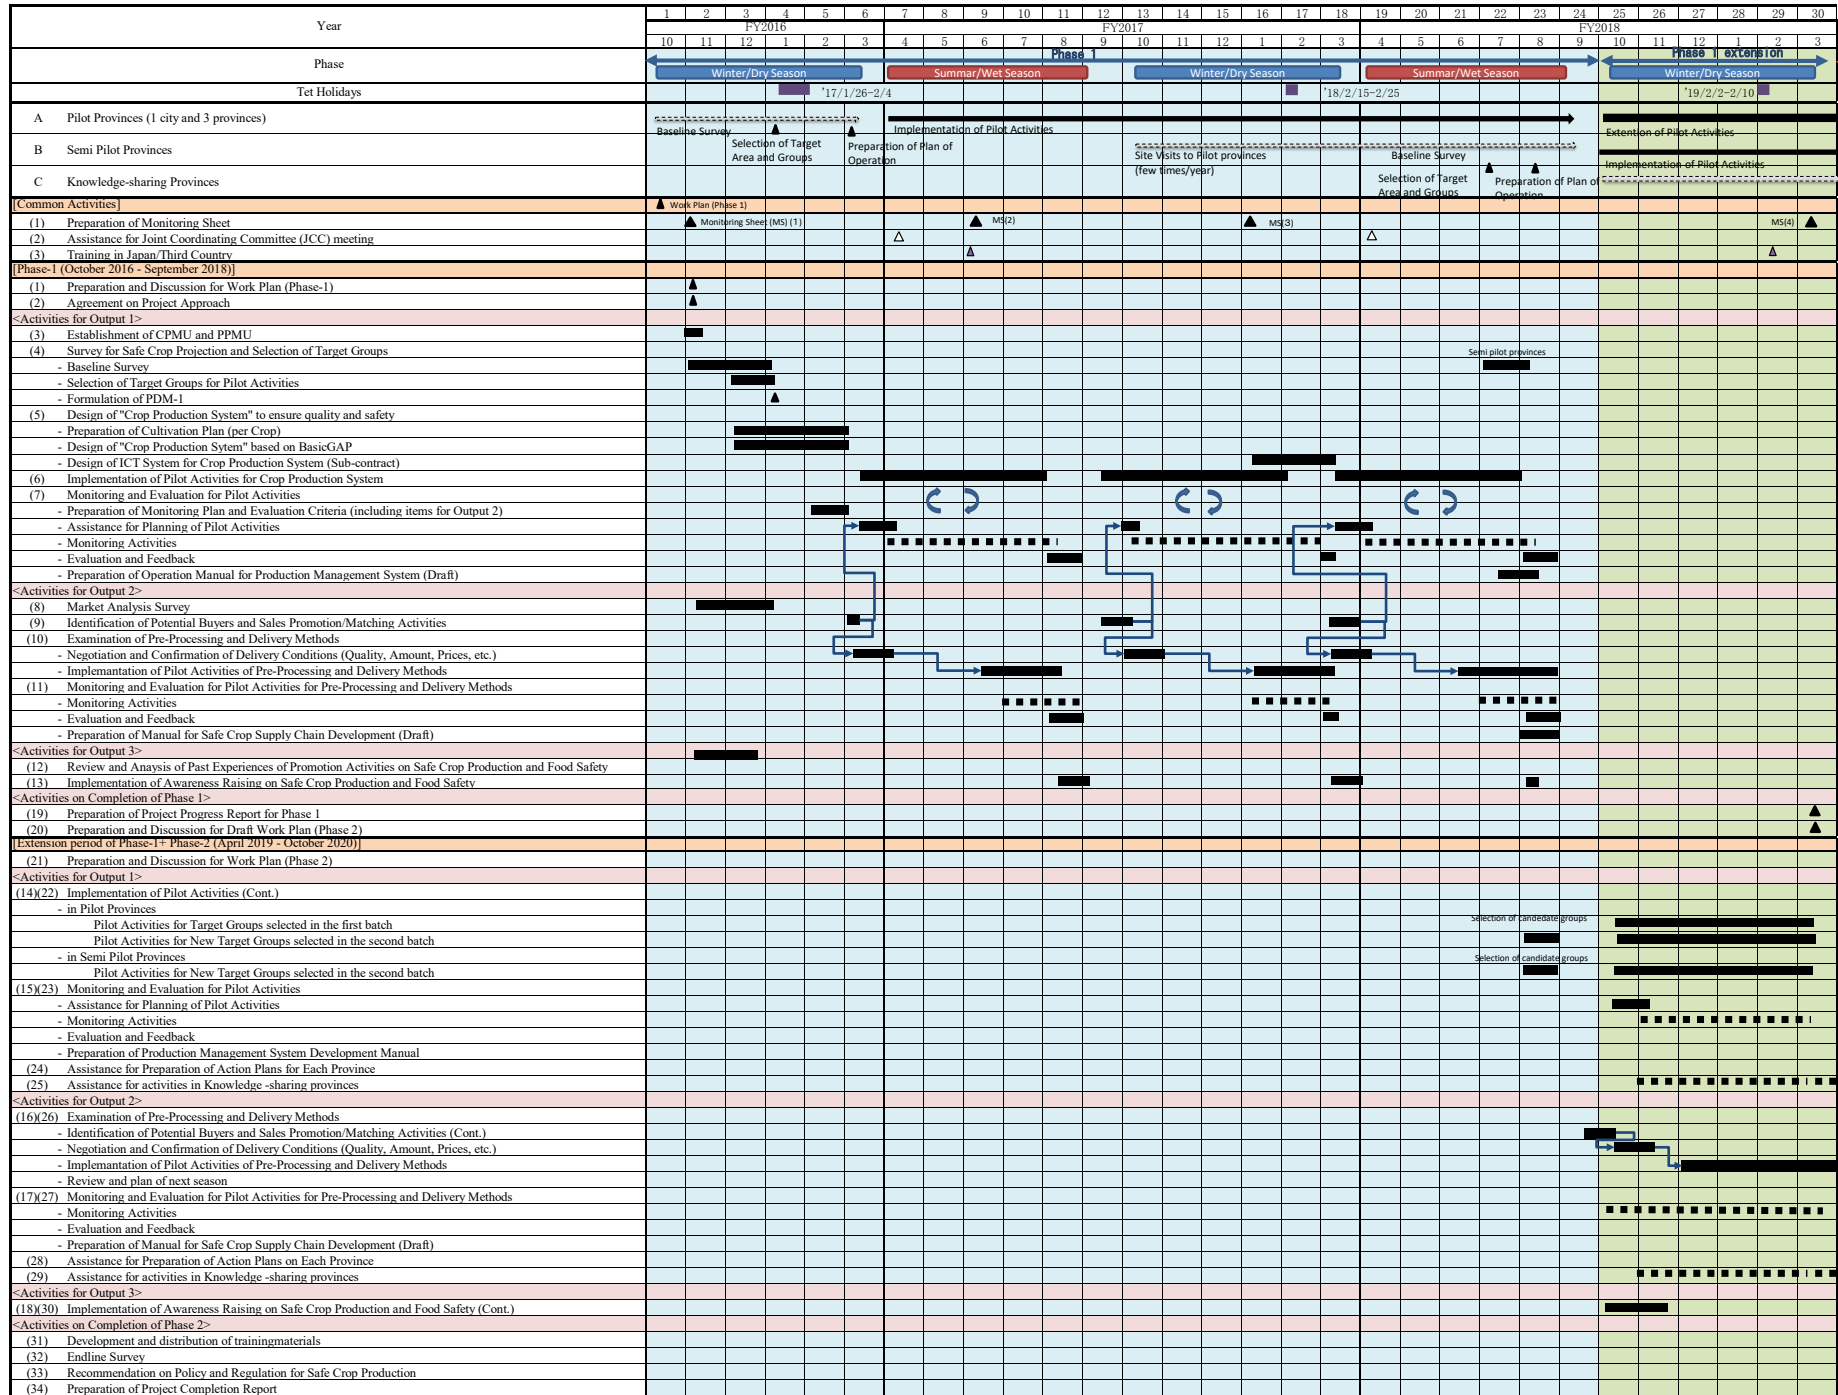 Year
1 2 3 4 5 6 7 8 9 10 11 12 13 14 15 16 17 18 19 20 21 22 23 24 25 26 27 28 29 30
FY2016 FY2017 FY2018
10 11 12 1 2 3 4 5 6 7 8 9 10 11 12 1 2 3 4 5 6 7 8 9 10 11 12 1 2 3
Phase
Phase 1 Phase 1 extension
Winter/Dry Season Summar/Wet Season Winter/Dry Season Summar/Wet Season Winter/Dry Season
Tet Holidays '17/1/26-2/4 '18/2/15-2/25 '19/2/2-2/10
A Pilot Provinces (1 city and 3 provinces)
Baseline Survey Implementation of Pilot Activities Extention of Pilot Activities
Selection of Target
Area and Groups
Preparation of Plan of
Operation
B Semi Pilot Provinces
Site Visits to Pilot provinces
(few times/year)
Baseline Survey
Implementation of Pilot Activities
C Knowledge-sharing Provinces
Selection of Target
Area and Groups
Preparation of Plan of
Operation
[Common Activities] Work Plan (Phase 1)
(1) Preparation of Monitoring Sheet Monitoring Sheet (MS) (1) MS(2) MS(3) MS(4)
(2) Assistance for Joint Coordinating Committee (JCC) meeting
(3) Training in Japan/Third Country
[Phase-1 (October 2016 - September 2018)]
(1) Preparation and Discussion for Work Plan (Phase-1)
(2) Agreement on Project Approach
<Activities for Output 1>
(3) Establishment of CPMU and PPMU
(4) Survey for Safe Crop Projection and Selection of Target Groups Semi pilot provinces
- Baseline Survey
- Selection of Target Groups for Pilot Activities
- Formulation of PDM-1
(5) Design of "Crop Production System" to ensure quality and safety
- Preparation of Cultivation Plan (per Crop)
- Design of "Crop Production Sytem" based on BasicGAP
- Design of ICT System for Crop Production System (Sub-contract)
(6) Implementation of Pilot Activities for Crop Production System
(7) Monitoring and Evaluation for Pilot Activities
- Preparation of Monitoring Plan and Evaluation Criteria (including items for Output 2)
- Assistance for Planning of Pilot Activities
- Monitoring Activities
- Evaluation and Feedback
- Preparation of Operation Manual for Production Management System (Draft)
<Activities for Output 2>
(8) Market Analysis Survey
(9) Identification of Potential Buyers and Sales Promotion/Matching Activities
(10) Examination of Pre-Processing and Delivery Methods
- Negotiation and Confirmation of Delivery Conditions (Quality, Amount, Prices, etc.)
- Implementation of Pilot Activities of Pre-Processing and Delivery Methods
(11) Monitoring and Evaluation for Pilot Activities for Pre-Processing and Delivery Methods
- Monitoring Activities
- Evaluation and Feedback
- Preparation of Manual for Safe Crop Supply Chain Development (Draft)
<Activities for Output 3>
(12) Review and Anaysis of Past Experiences of Promotion Activities on Safe Crop Production and Food Safety
(13) Implementation of Awareness Raising on Safe Crop Production and Food Safety
<Activities on Completion of Phase 1>
(19) Preparation of Project Progress Report for Phase 1
(20) Preparation and Discussion for Draft Work Plan (Phase 2)
[Extension period of Phase-1+ Phase-2 (April 2019 - October 2020)]
(21) Preparation and Discussion for Work Plan (Phase 2)
<Activities for Output 1>
(14)(22) Implementation of Pilot Activities (Cont.)
- in Pilot Provinces
Pilot Activities for Target Groups selected in the first batch Selection of candedate groups
Pilot Activities for New Target Groups selected in the second batch
- in Semi Pilot Provinces Selection of candidate groups
Pilot Activities for New Target Groups selected in the second batch
(15)(23) Monitoring and Evaluation for Pilot Activities
- Assistance for Planning of Pilot Activities
- Monitoring Activities
- Evaluation and Feedback
- Preparation of Production Management System Development Manual
(24) Assistance for Preparation of Action Plans for Each Province
(25) Assistance for activities in Knowledge -sharing provinces
<Activities for Output 2>
(16)(26) Examination of Pre-Processing and Delivery Methods
- Identification of Potential Buyers and Sales Promotion/Matching Activities (Cont.)
- Negotiation and Confirmation of Delivery Conditions (Quality, Amount, Prices, etc.)
- Implemantation of Pilot Activities of Pre-Processing and Delivery Methods
- Review and plan of next season
(17)(27) Monitoring and Evaluation for Pilot Activities for Pre-Processing and Delivery Methods
- Monitoring Activities
- Evaluation and Feedback
- Preparation of Manual for Safe Crop Supply Chain Development (Draft)
(28) Assistance for Preparation of Action Plans on Each Province
(29) Assistance for activities in Knowledge -sharing provinces
<Activities for Output 3>
(18)(30) Implementation of Awareness Raising on Safe Crop Production and Food Safety (Cont.)
<Activities on Completion of Phase 2>
(31) Development and distribution of trainingmaterials
(32) Endline Survey
(33) Recommendation on Policy and Regulation for Safe Crop Production
(34) Preparation of Project Completion Report